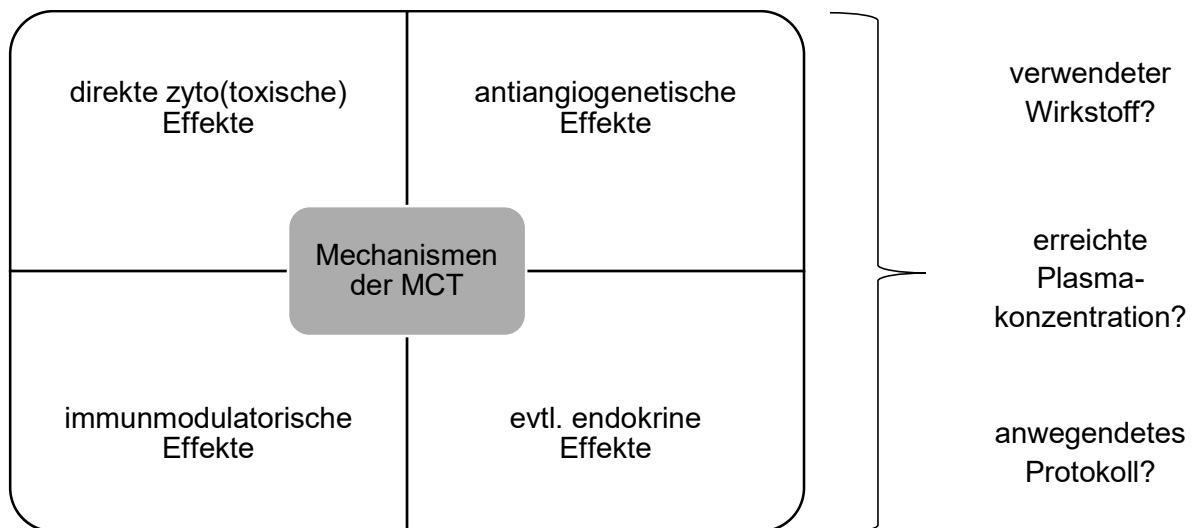 direkte zyto(toxische)
Effekte
antiangiogenetische
Effekte
Mechanismen
der MCT
immunmodulatorische
Effekte
evtl. endokrine
Effekte
verwendeter
Wirkstoff?
erreichte
Plasma-
konzentration?
anwegendetes
Protokoll?